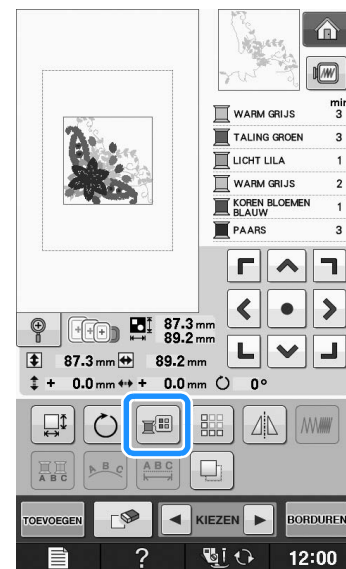 min
WARM GRIJS 3
TALING GROEN 3
LICHT LILA 1
WARM GRIJS 2
KOREN BLOEMEN BLAUW 1
PAARS 3
87.3 mm
89.2 mm
87.3 mm 89.2 mm
+ 0.0 mm + 0.0 mm 0°
A B C A B C A B C
TOEVOEGEN KIEZEN BORDUREN
? 12:00